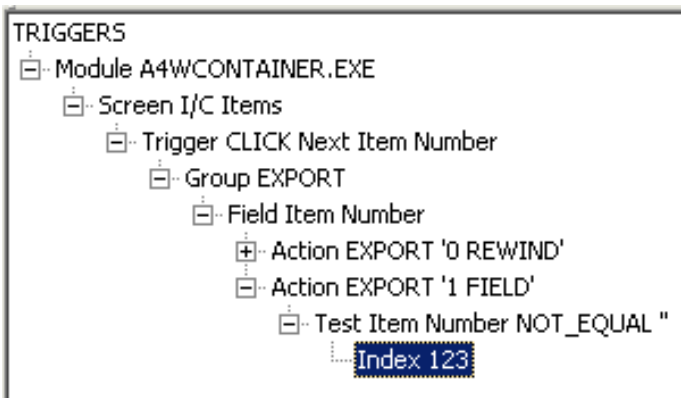 TRIGGERS
Module A4WCONTAINER.EXE
Screen I/C Items
Trigger CLICK Next Item Number
Group EXPORT
Field Item Number
Action EXPORT '0 REWIND'
Action EXPORT '1 FIELD'
Test Item Number NOT_EQUAL ''
Index 123